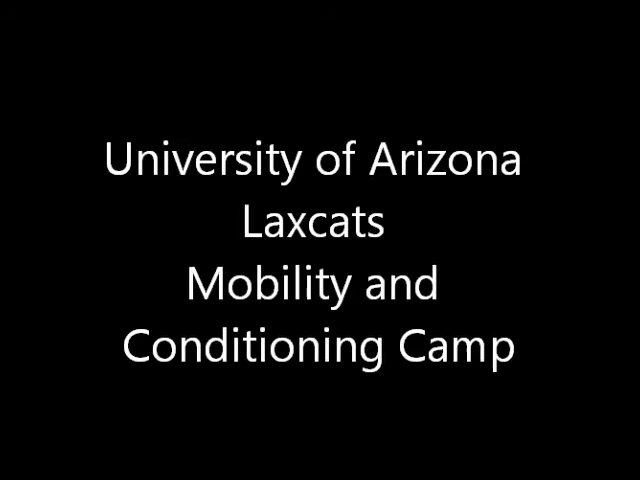 University of Arizona
Laxcats
Mobility and
Conditioning Camp